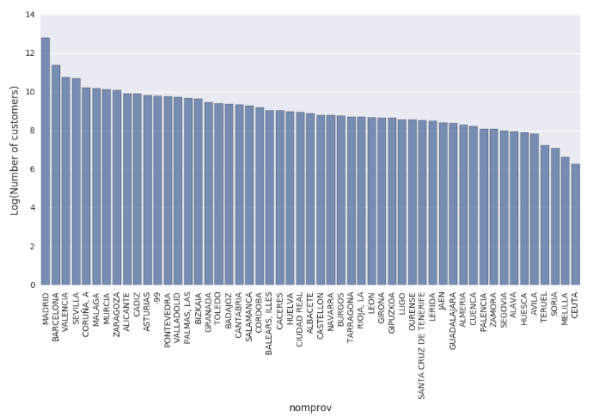 14
12
10
8
6
4
2
0
Log(Number of customers)
MADRID
BARCELONA
VALENCIA
SEVILLA
CORUÑA, A
MALAGA
MURCIA
ZARAGOZA
ALICANTE
CADIZ
ASTURIAS
-99
PONTEVEDRA
VALLADOLID
PALMAS, LAS
BIZKAIA
GRANADA
TOLEDO
BADAJOZ
CANTABRIA
SALAMANCA
CORDOBA
BALEARS, ILLES
CACERES
HUELVA
CIUDAD REAL
ALBACETE
CASTELLON
NAVARRA
BURGOS
TARRAGONA
RIOJA, LA
LEON
GIRONA
GIPUZKOA
LUGO
OURENSE
SANTA CRUZ DE TENERIFE
LERIDA
JAEN
GUADALAJARA
ALMERIA
CUENCA
PALENCIA
ZAMORA
SEGOVIA
ALAVA
HUESCA
AVILA
TERUEL
SORIA
MELILLA
CEUTA
nomprov